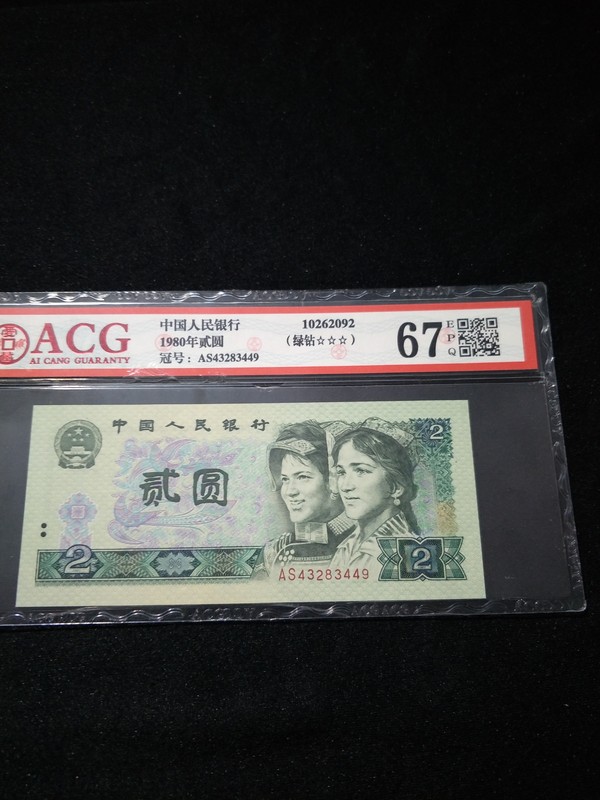 ACG
AI CANG GUARANTY
中国人民银行
1980年贰圆
冠号：AS43283449
10262092
（绿钻☆☆☆）
67
EPQ
中国人民银行
贰圆
2
2
2
AS43283449